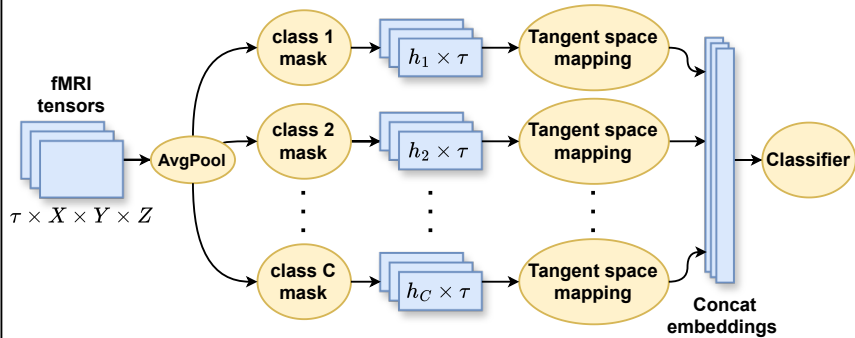 fMRI
tensors
τ × X × Y × Z
AvgPool
class 1
mask
h₁ × τ
Tangent space
mapping
class 2
mask
h₂ × τ
Tangent space
mapping
class C
mask
h_C × τ
Tangent space
mapping
Concat
embeddings
Classifier